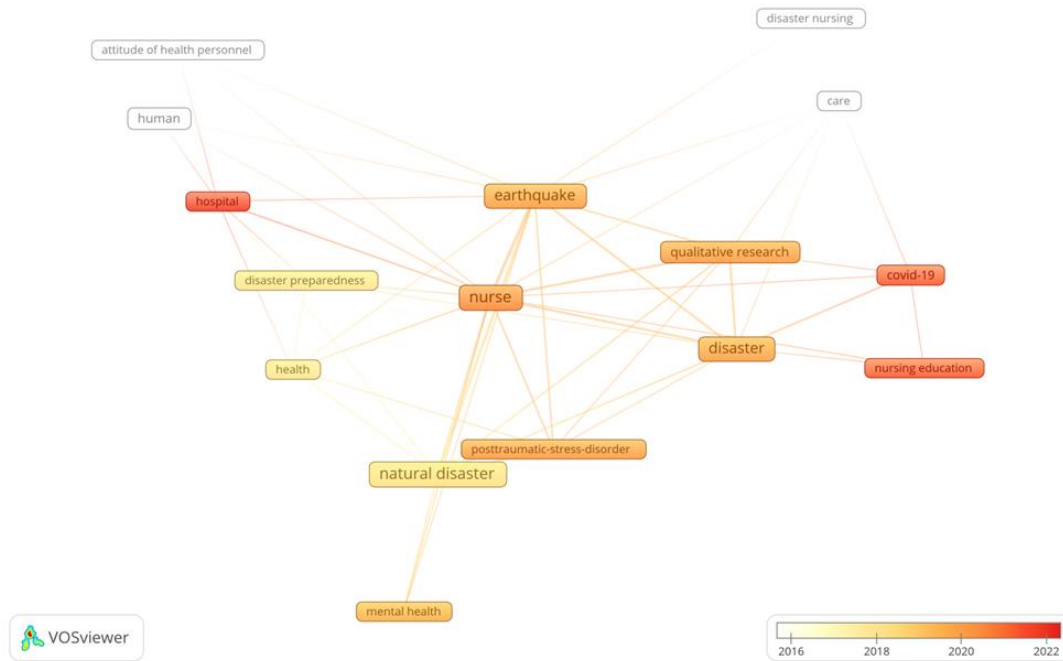 disaster nursing
attitude of health personnel
care
human
earthquake
hospital
qualitative research
covid-19
disaster preparedness
nurse
disaster
health
nursing education
posttraumatic-stress-disorder
natural disaster
mental health
VOSviewer
2016 2018 2020 2022